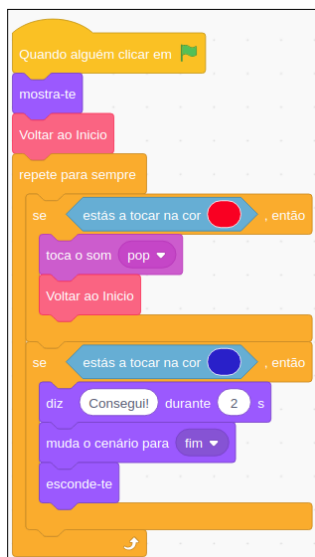 Quando alguém clicar em
mostra-te
Voltar ao Inicio
repete para sempre
se estás a tocar na cor , então
toca o som pop
Voltar ao Inicio
se estás a tocar na cor , então
diz Consegui! durante 2 s
muda o cenário para fim
esconde-te